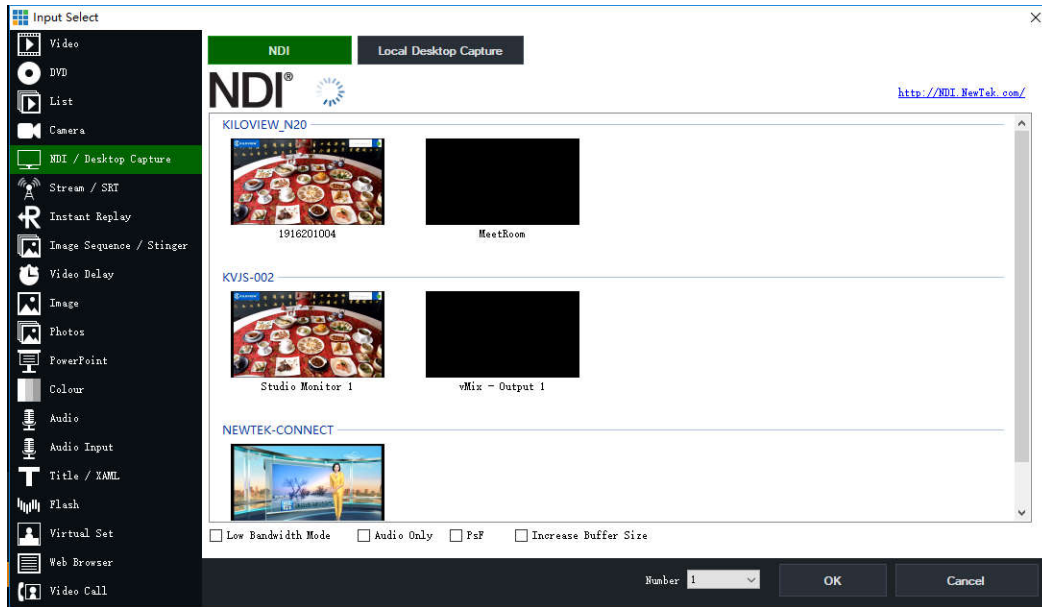 Input Select
Video
DVD
List
Camera
NDI / Desktop Capture
Stream / SRT
Instant Replay
Image Sequence / Stinger
Video Delay
Image
Photos
PowerPoint
Colour
Audio
Audio Input
Title / XAML
Flash
Virtual Set
Web Browser
Video Call
NDI
Local Desktop Capture
NDI®
http://NDI.NewTek.com/
KILOVIEW_N20
1916201004
MeetRoom
KVJS-002
Studio Monitor 1
vMix - Output 1
NEWTEK-CONNECT
Low Bandwidth Mode
Audio Only
PsF
Increase Buffer Size
Number
1
OK
Cancel